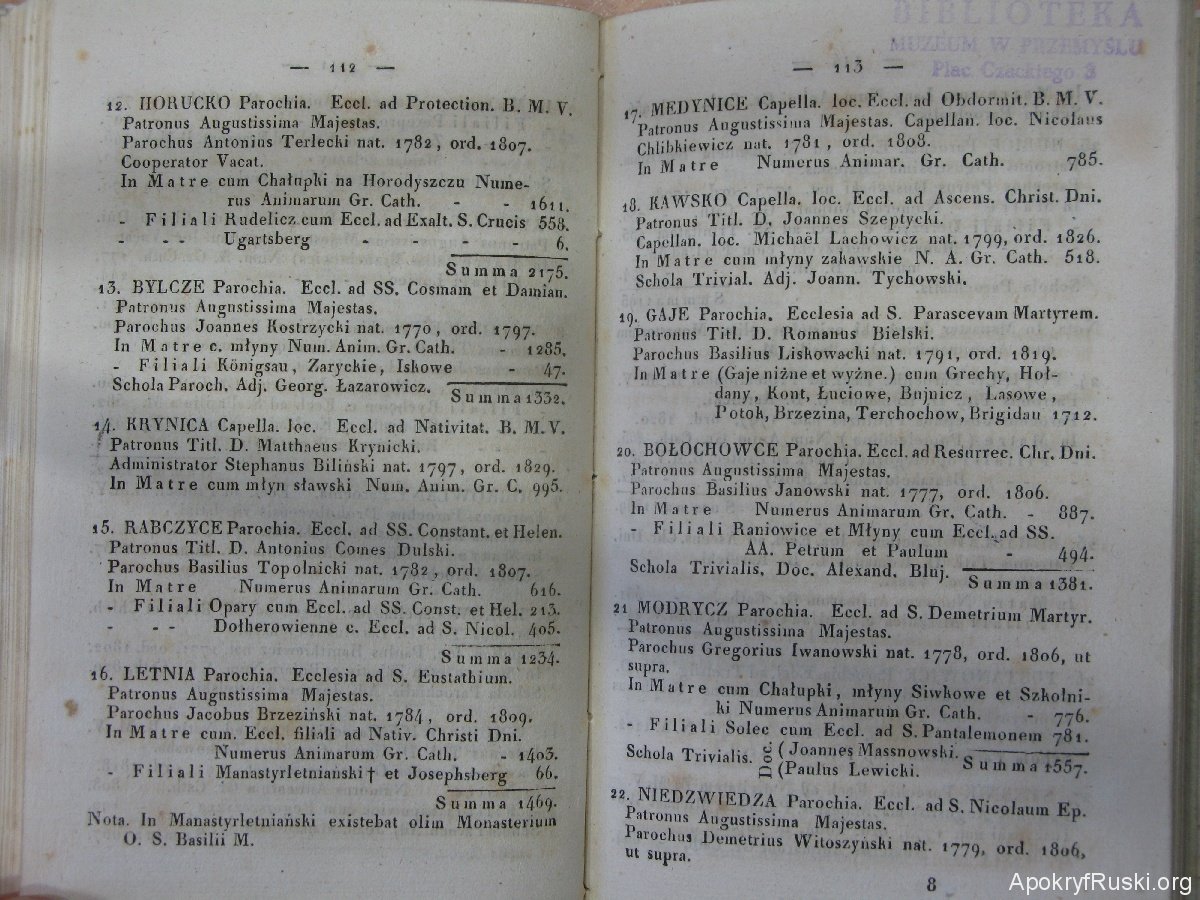 — 112 —
12. HORUCKO Parochia. Eccl. ad Protection. B. M. V.
Patronus Augustissima Majestas.
Parochus Antonius Terlecki nat. 1782, ord. 1807.
Cooperator Vacat.
In Matre cum Chałupki na Horodyszczu Nume-
rus Animarum Gr. Cath. - - 1611.
- Filiali Rudelicz cum Eccl. ad Exalt. S. Crucis 558.
- - - Ugartsberg - - - - 6.
Summa 2175.
13. BYLCZE Parochia. Eccl. ad SS. Cosmam et Damian.
Patronus Augnstissima Majestas.
Parochus Joannes Kostrzycki nat. 1770, ord. 1797.
In Matre c. młyny Num. Anim. Gr. Cath. - 1285.
- Filiali Königsau, Zaryckie, Iskowe - 47.
Schola Paroch. Adj. Georg. Łazarowicz. Summa 1332.
14. KRYNICA Capella. loc. Eccl. ad Nativitat. B. M. V.
Patronus Titl. D. Matthaeus Krynicki.
Administrator Stephanus Biliński nat. 1797, ord. 1829.
In Matre cum młyn sławski Num. Anim. Gr. C. 995.
15. RABCZYCE Parochia. Eccl. ad SS. Constant. et Helen.
Patronus Titl. D. Antonius Comes Dulski.
Parochus Basilius Topolnicki nat. 1782, ord. 1807.
In Matre Numerus Animarum Gr. Cath. 616.
- Filiali Opary cum Eccl. ad SS. Const. et Hel. 213.
- - - Dołherowienne c. Eccl. ad S. Nicol. 405.
Summa 1234.
16. LETNIA Parochia. Ecclesia ad S. Eustathium.
Patronus Augustissima Majestas.
Parochus Jacobus Brzeziński nat. 1784, ord. 1809.
In Matre cum. Eccl. filiali ad Nativ. Christi Dni.
Numerus Animarum Gr. Cath. - 1403.
- Filiali Manastyrletniański † et Josephsberg 66.
Summa 1469.
Nota. In Manastyrletniański existebat olim Monasterium
O. S. Basilii M.
BIBLIOTEKA
MUZEUM W PRZEMYŚLU
Plac Czackiego 3
— 113 —
17. MEDYNICE Capella. loc. Eccl. ad Obdormit. B. M. V.
Patronus Augustissima Majestas. Capellan. loc. Nicolaus
Chlibkiewicz nat. 1781, ord. 1808.
In Matre Numerus Animar. Gr. Cath. 785.
18. KAWSKO Capella. loc. Eccl. ad Ascens. Christ. Dni.
Patronus Titl. D. Joannes Szeptycki.
Capellan. loc. Michaël Lachowicz nat. 1799, ord. 1826.
In Matre cum młyny zakawskie N. A. Gr. Cath. 518.
Schola Trivial. Adj. Joann. Tychowski.
19. GAJE Parochia. Ecclesia ad S. Parascevam Martyrem.
Patronus Titl. D. Romanus Bielski.
Parochus Basilius Liskowacki nat. 1791, ord. 1819.
In Matre (Gaje niżne et wyżne.) cum Grechy, Hoł-
dany, Kont, Łuciowe, Bujnicz, Lasowe,
Potok, Brzezina, Terchochow, Brigidau 1712.
20. BOŁOCHOWCE Parochia. Eccl. ad Resurrec. Chr. Dni.
Patronus Augustissima Majestas.
Parochus Basilius Janowski nat. 1777, ord. 1806.
In Matre Numerus Animarum Gr. Cath. - 887.
- Filiali Raniowice et Młyny cum Eccl. ad SS.
AA. Petrum et Paulum - 494.
Schola Trivialis. Doc. Alexand. Bluj. Summa 1381.
21 MODRYCZ Parochia. Eccl. ad S. Demetrium Martyr.
Patronus Augustissima Majestas.
Parochus Gregorius Iwanowski nat. 1778, ord. 1806, ut
supra.
In Matre cum Chałupki, młyny Siwkowe et Szkolni-
ki Numerus Animarum Gr. Cath. - 776.
- Filiali Solec cum Eccl. ad S. Pantalemonem 781.
Schola Trivialis. Doc. ( Joannes Massnowski.
(Paulus Lewicki. Summa 1557.
22. NIEDZWIEDZA Parochia. Eccl. ad S. Nicolaum Ep.
Patronus Augustissima Majestas.
Parochus Demetrius Witoszyński nat. 1779, ord. 1806,
ut supra.
8
ApokryfRuski.org